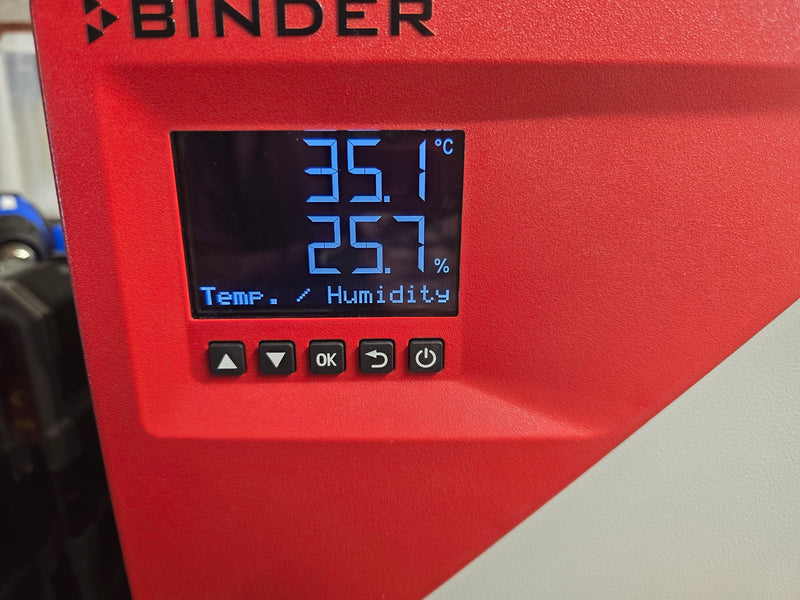 BINDER
35.1 °C
25.7 %
Temp. / Humidity
OK